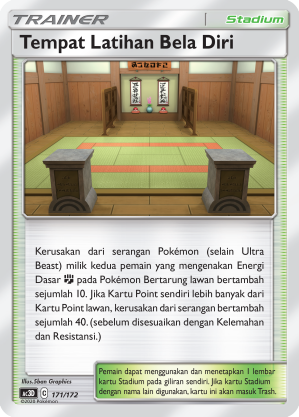 TRAINER
Stadium
Tempat Latihan Bela Diri
Kerusakan dari serangan Pokémon (selain Ultra
Beast) milik kedua pemain yang mengenakan Energi
Dasar pada Pokémon Bertarung lawan bertambah
sejumlah 10. Jika Kartu Point sendiri lebih banyak dari
Kartu Point lawan, kerusakan dari serangan bertambah
sejumlah 40. (sebelum disesuaikan dengan Kelemahan
dan Resistansi.)
Illus. 5ban Graphics
C 171/172
©2020 Pokémon
Pemain dapat menggunakan dan menetapkan 1 lembar
kartu Stadium pada giliran sendiri. Jika kartu Stadium
dengan nama lain digunakan, kartu ini akan masuk Trash.